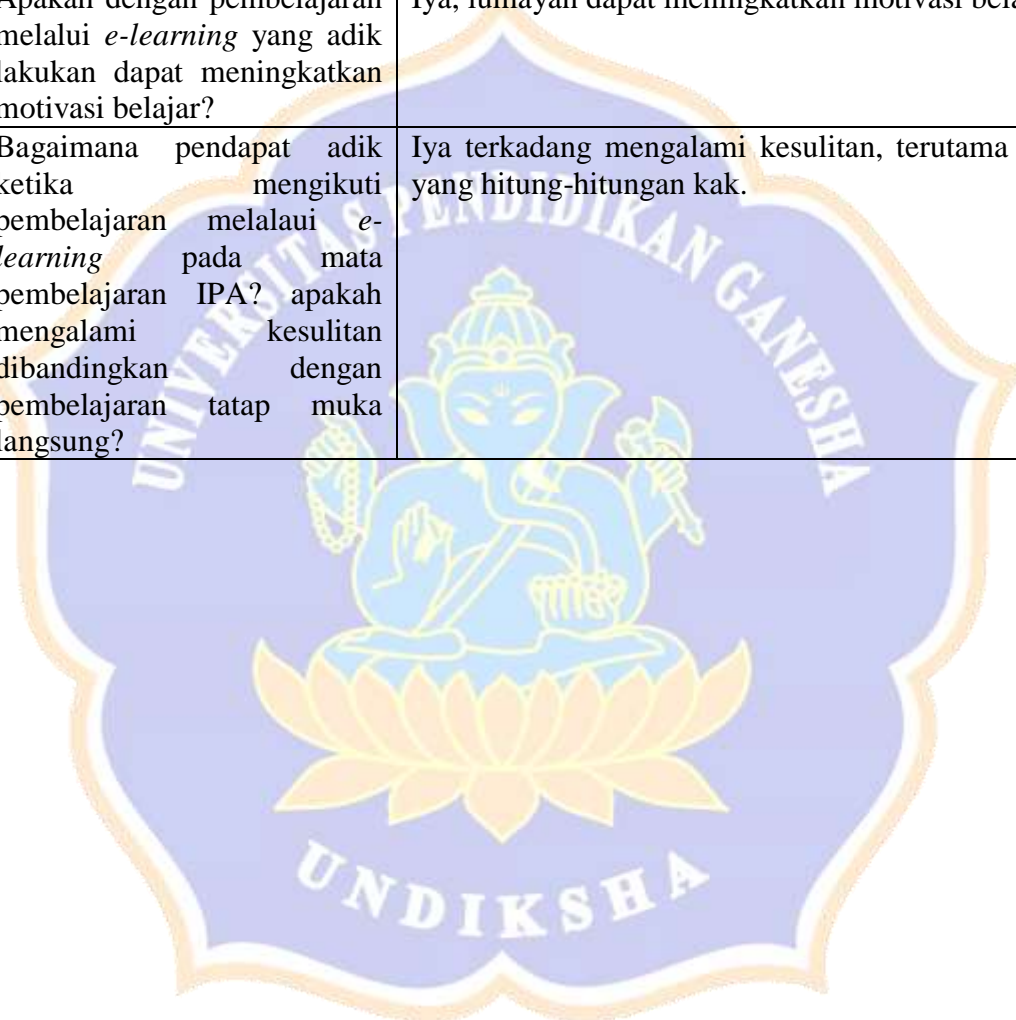 Apakah dengan pembelajaran
melalui e-learning yang adik
lakukan dapat meningkatkan
motivasi belajar?
Iya, lumayan dapat meningkatkan motivasi
Bagaimana pendapat adik
ketika mengikuti
pembelajaran melalaui e-
learning pada mata
pembelajaran IPA? apakah
mengalami kesulitan
dibandingkan dengan
pembelajaran tatap muka
langsung?
Iya terkadang mengalami kesulitan, terutama
yang hitung-hitungan kak.
UNIVERSITAS PENDIDIKAN GANESHA
UNDIKSHA